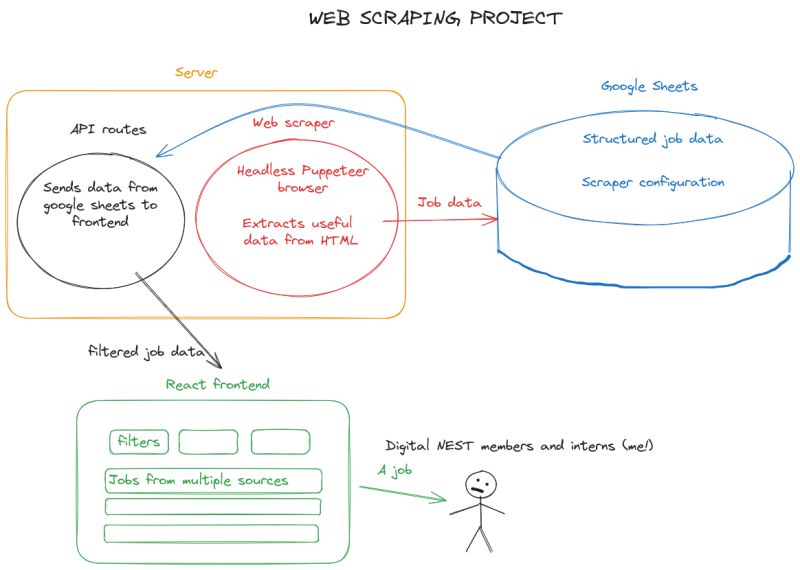 WEB SCRAPING PROJECT
Server
Google Sheets
API routes
Web scraper
Structured job data
Scraper configuration
Sends data from
google sheets to
frontend
Headless Puppeteer
browser
Extracts useful
data from HTML
Job data
filtered job data
React frontend
filters
Jobs from multiple sources
Digital NEST members and interns (me!)
A job